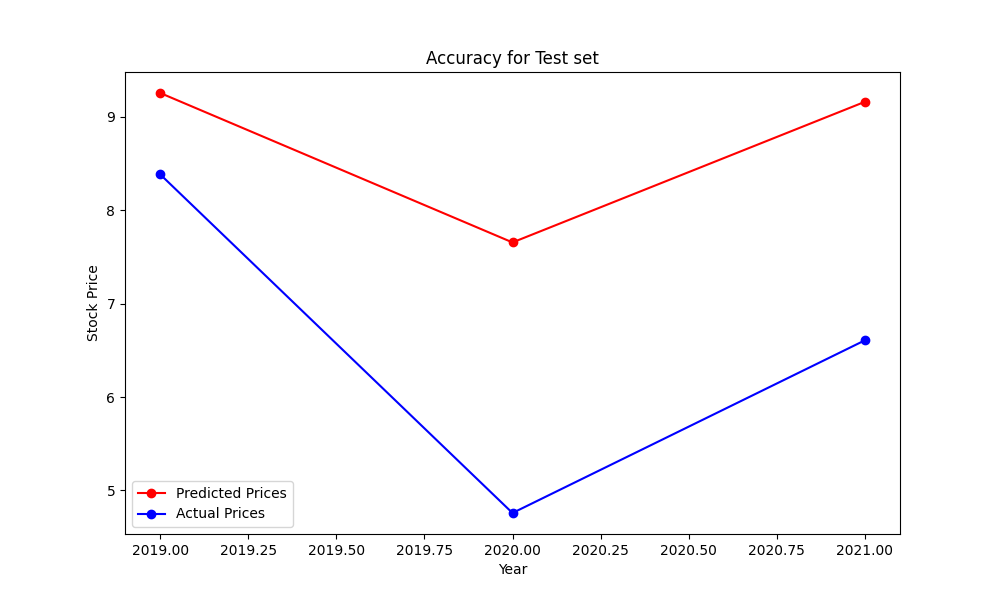 Accuracy for Test set
Stock Price
9
8
7
6
5
Predicted Prices
Actual Prices
2019.00 2019.25 2019.50 2019.75 2020.00 2020.25 2020.50 2020.75 2021.00
Year